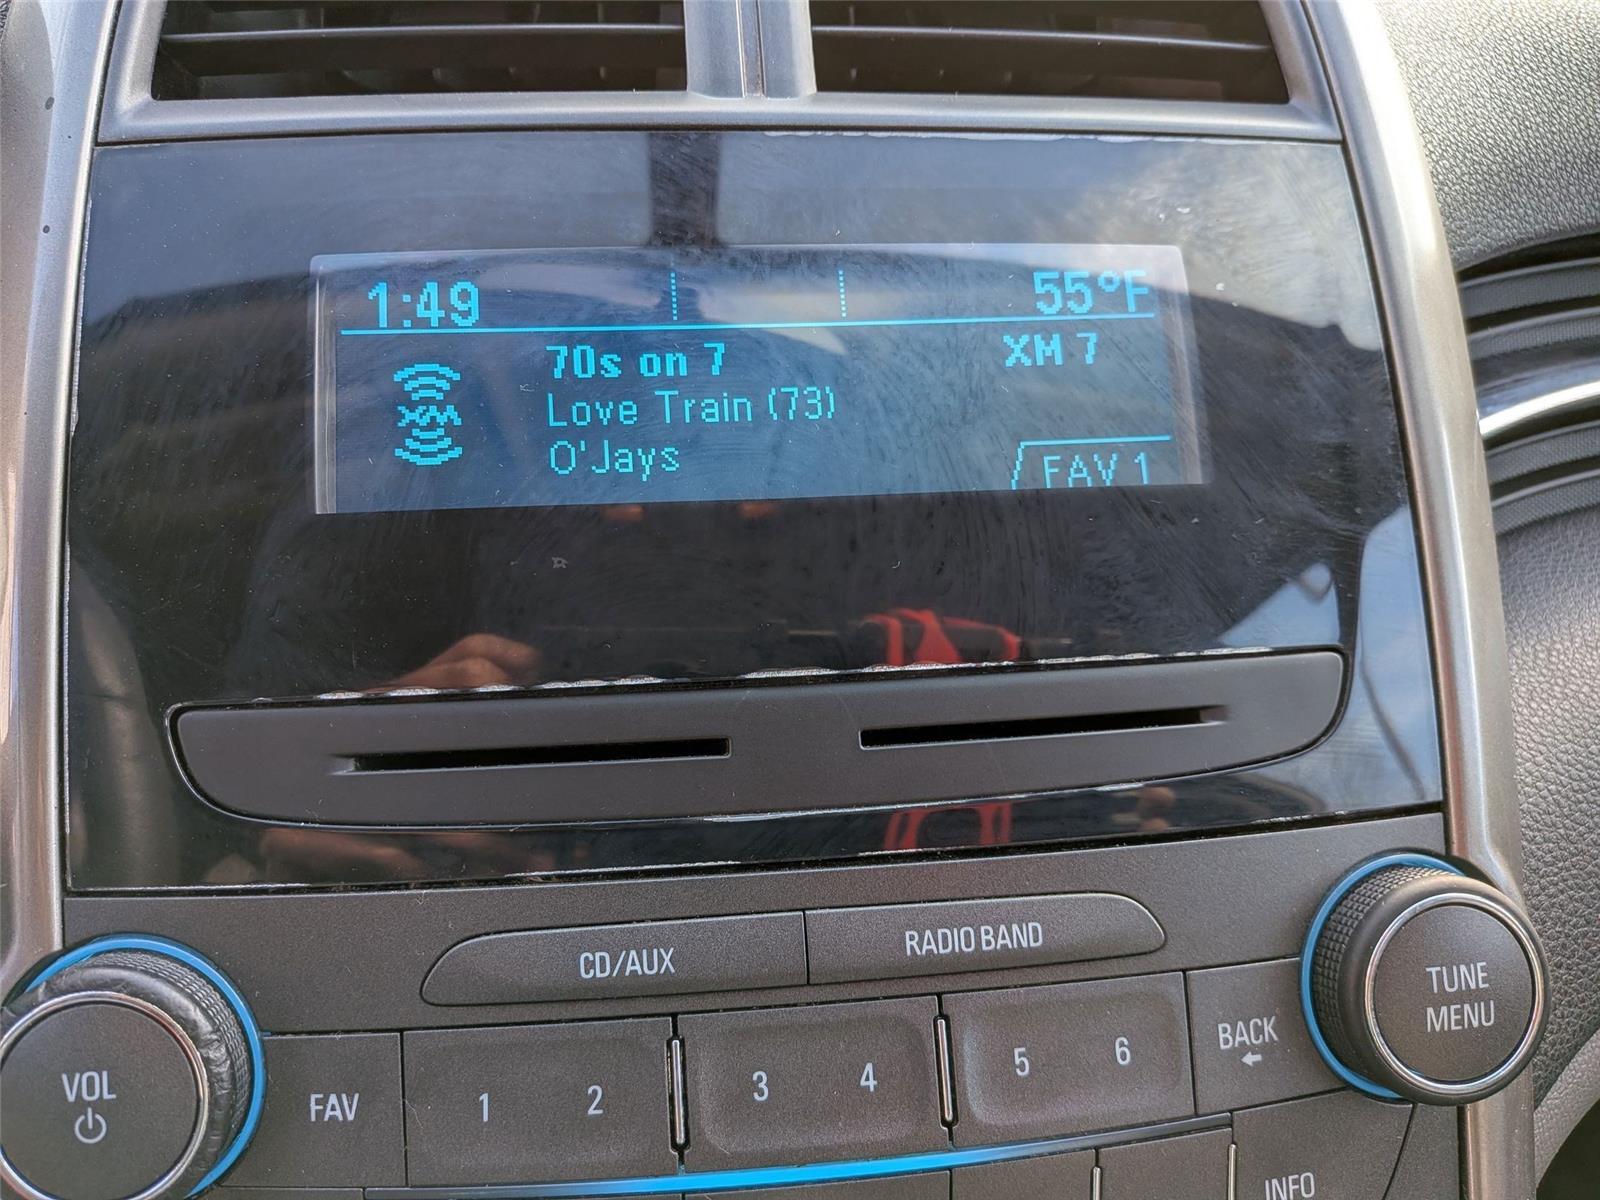 1:49 55°F
70s on 7 XM 7
XM
Love Train (73)
O'Jays
FAV 1
CD/AUX RADIO BAND
TUNE
MENU
VOL
FAV 1 2 3 4 5 6 BACK
INFO